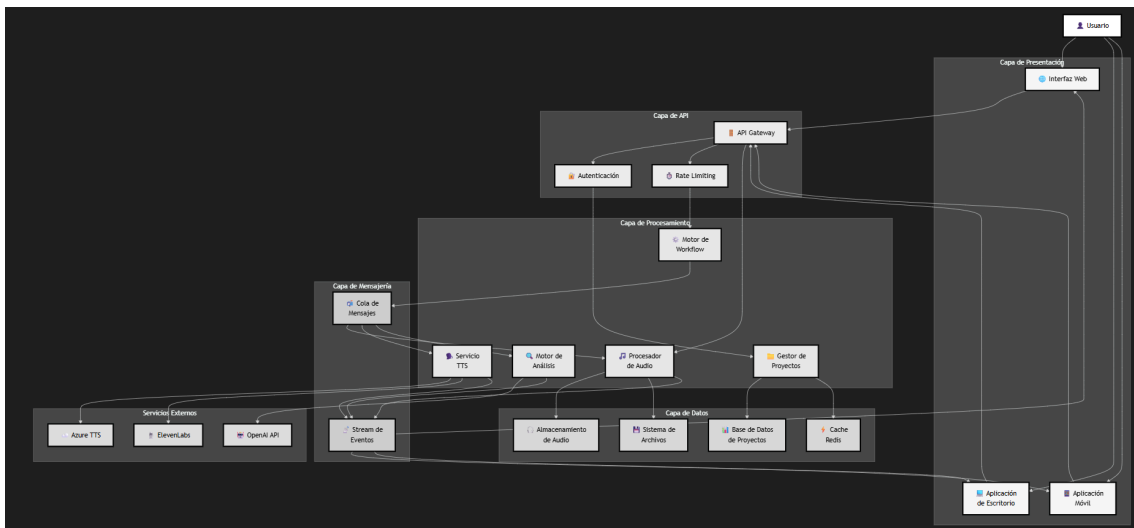 Usuario
Capa de Presentación
Interfaz Web
Capa de API
API Gateway
Autenticación
Rate Limiting
Capa de Procesamiento
Motor de
Workflow
Capa de Mensajería
Cola de
Mensajes
Servicio
TTS
Motor de
Análisis
Procesador
de Audio
Gestor de
Proyectos
Servicios Externos
Azure TTS
ElevenLabs
OpenAI API
Stream de
Eventos
Capa de Datos
Almacenamiento
de Audio
Sistema de
Archivos
Base de Datos
de Proyectos
Cache
Redis
Aplicación
de Escritorio
Aplicación
Móvil